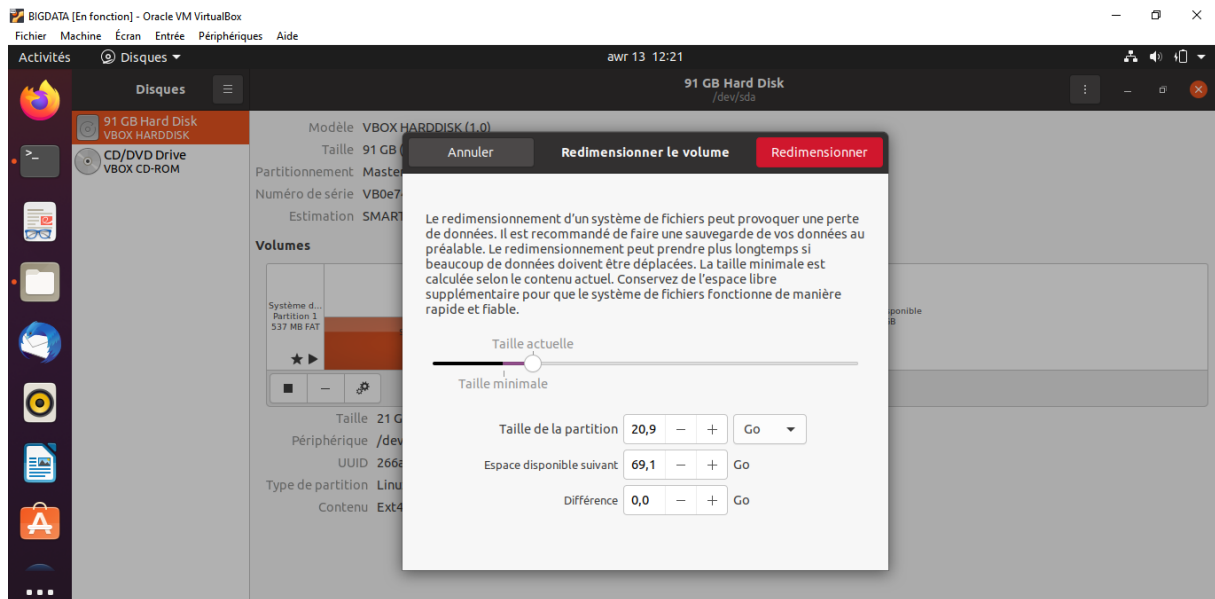 BIGDATA [En fonction] - Oracle VM VirtualBox
Fichier Machine Écran Entrée Périphériques Aide
Activités Disques awr 13 12:21
Disques 91 GB Hard Disk
/dev/sda
91 GB Hard Disk
VBOX HARDDISK
CD/DVD Drive
VBOX CD-ROM
Modèle VBOX HARDDISK (1.0)
Taille 91 GB (
Partitionnement Master
Numéro de série VB0e7
Estimation SMART
Volumes
Système d...
Partition 1
537 MB FAT
Taille 21 G
Périphérique /dev
UUID 266a
Type de partition Linu
Contenu Ext4
Annuler Redimensionner le volume Redimensionner
Le redimensionnement d’un système de fichiers peut provoquer une perte
de données. Il est recommandé de faire une sauvegarde de vos données au
préalable. Le redimensionnement peut prendre plus longtemps si
beaucoup de données doivent être déplacées. La taille minimale est
calculée selon le contenu actuel. Conservez de l’espace libre
supplémentaire pour que le système de fichiers fonctionne de manière
rapide et fiable.
Taille actuelle
Taille minimale
Taille de la partition 20,9 − + Go
Espace disponible suivant 69,1 − + Go
Différence 0,0 − + Go